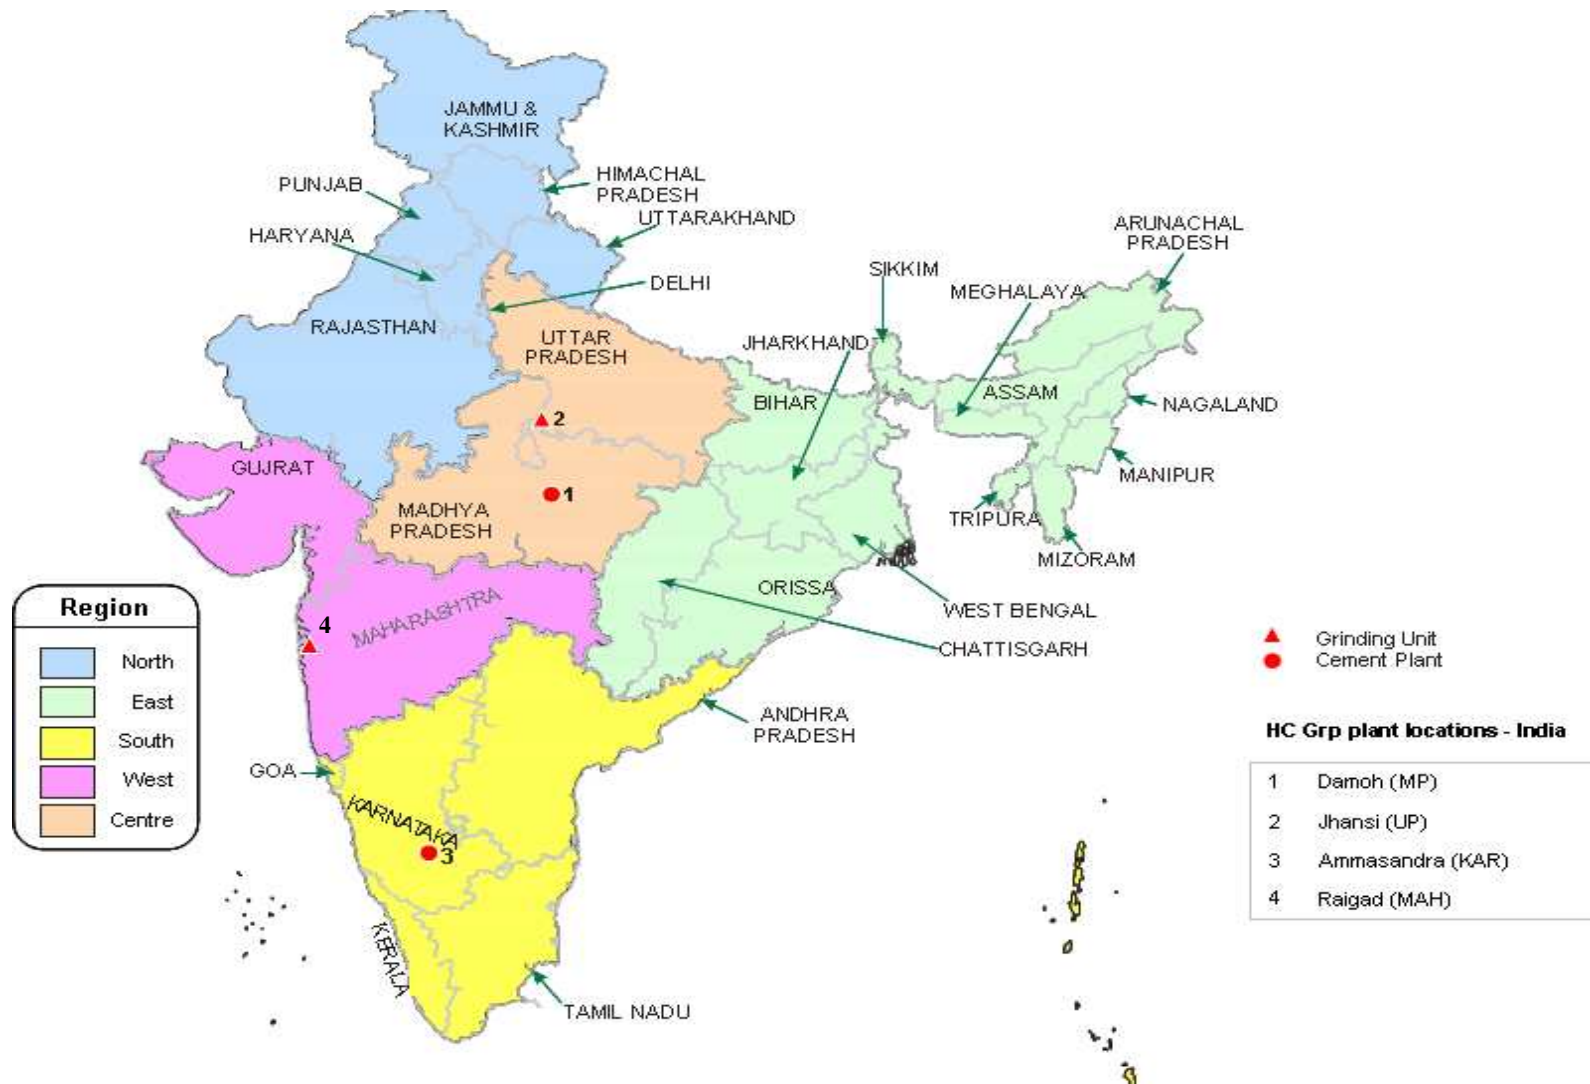 JAMMU &
KASHMIR
PUNJAB
HIMACHAL
PRADESH
HARYANA
UTTARAKHAND
ARUNACHAL
PRADESH
DELHI
SIKKIM
MEGHALAYA
RAJASTHAN
UTTAR
PRADESH
JHARKHAND
BIHAR
ASSAM
NAGALAND
2
GUJRAT
MANIPUR
1
MADHYA
PRADESH
TRIPURA
MIZORAM
ORISSA
WEST BENGAL
CHATTISGARH
MAHARASHTRA
4
Region
North
East
South
West
Centre
Grinding Unit
Cement Plant
ANDHRA
PRADESH
GOA
KARNATAKA
3
KERALA
TAMIL NADU
HC Grp plant locations - India
1 Damoh (MP)
2 Jhansi (UP)
3 Ammasandra (KAR)
4 Raigad (MAH)